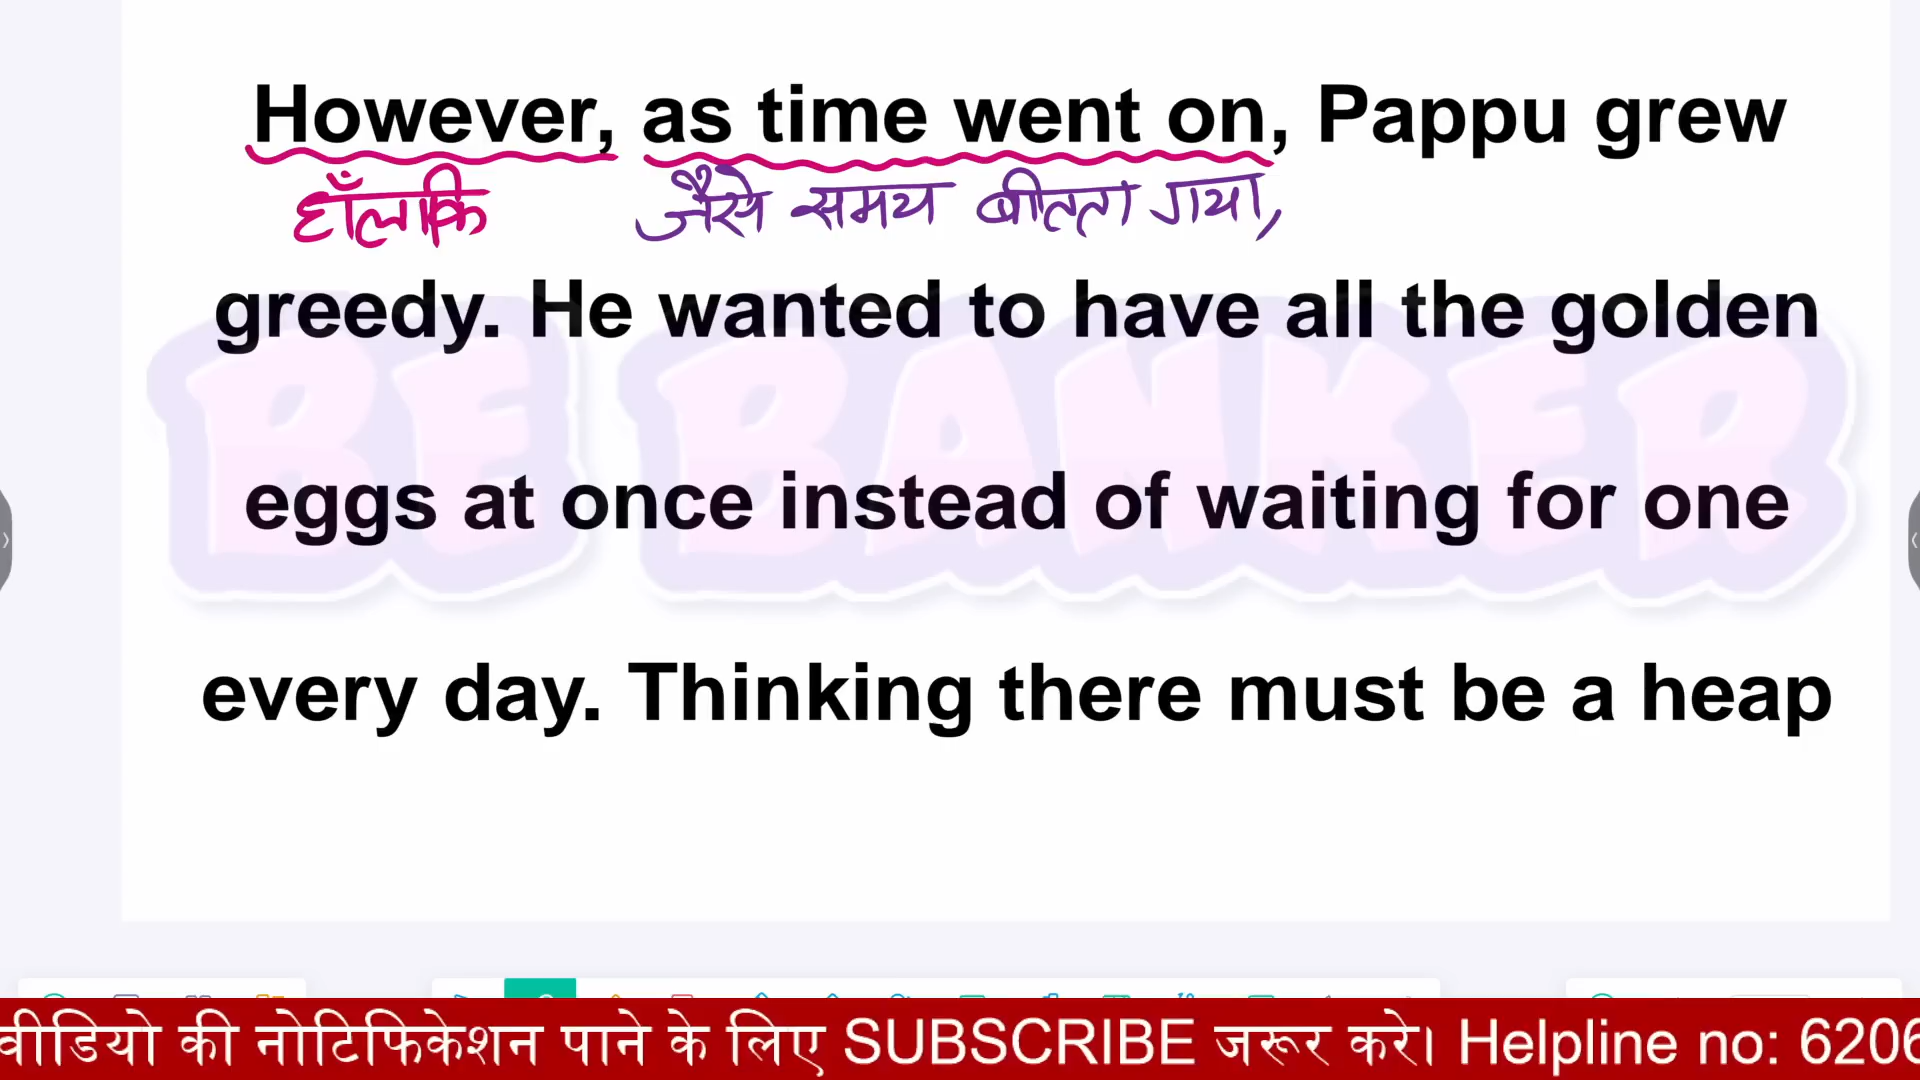 However, as time went on, Pappu grew
हाँलाकि जैसे समय बीतता गया,
greedy. He wanted to have all the golden
BE BANKER
eggs at once instead of waiting for one
every day. Thinking there must be a heap
वीडियो की नोटिफिकेशन पाने के लिए SUBSCRIBE जरूर करे। Helpline no: 6206